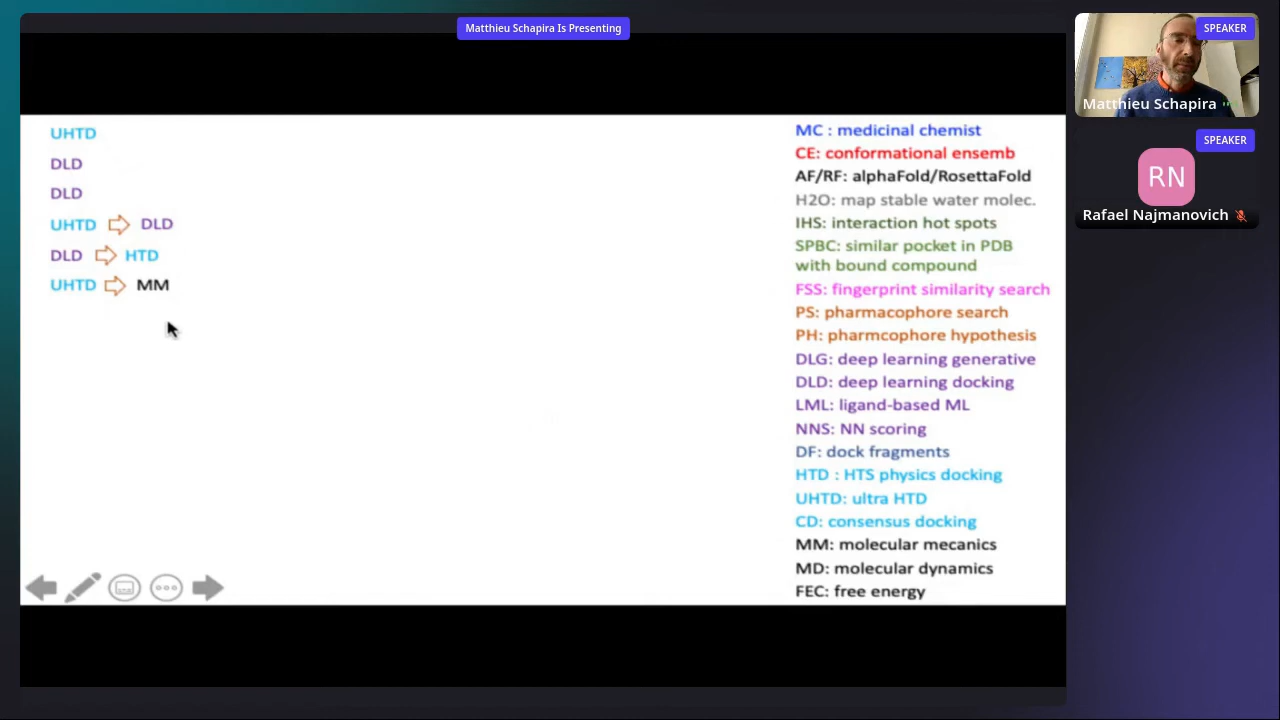 Matthieu Schapira Is Presenting
SPEAKER
Matthieu Schapira
SPEAKER
RN
Rafael Najmanovich
UHTD
DLD
DLD
UHTD DLD
DLD HTD
UHTD MM
MC : medicinal chemist
CE: conformational ensemb
AF/RF: alphaFold/RosettaFold
H2O: map stable water molec.
IHS: interaction hot spots
SPBC: similar pocket in PDB
with bound compound
FSS: fingerprint similarity search
PS: pharmacophore search
PH: pharmcophore hypothesis
DLG: deep learning generative
DLD: deep learning docking
LML: ligand-based ML
NNS: NN scoring
DF: dock fragments
HTD : HTS physics docking
UHTD: ultra HTD
CD: consensus docking
MM: molecular mecanics
MD: molecular dynamics
FEC: free energy